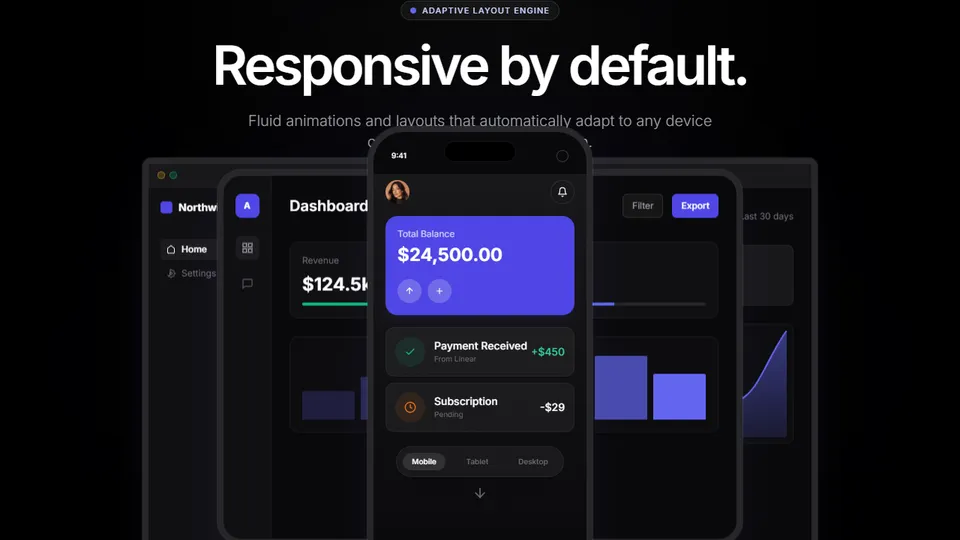 ADAPTIVE LAYOUT ENGINE
Responsive by default.
Fluid animations and layouts that automatically adapt to any device
9:41
Northwi
A
Dashboard
Filter
Export
Last 30 days
Home
Settings
Revenue
$124.5k
Total Balance
$24,500.00
Payment Received
From Linear
+$450
Subscription
Pending
-$29
Mobile
Tablet
Desktop